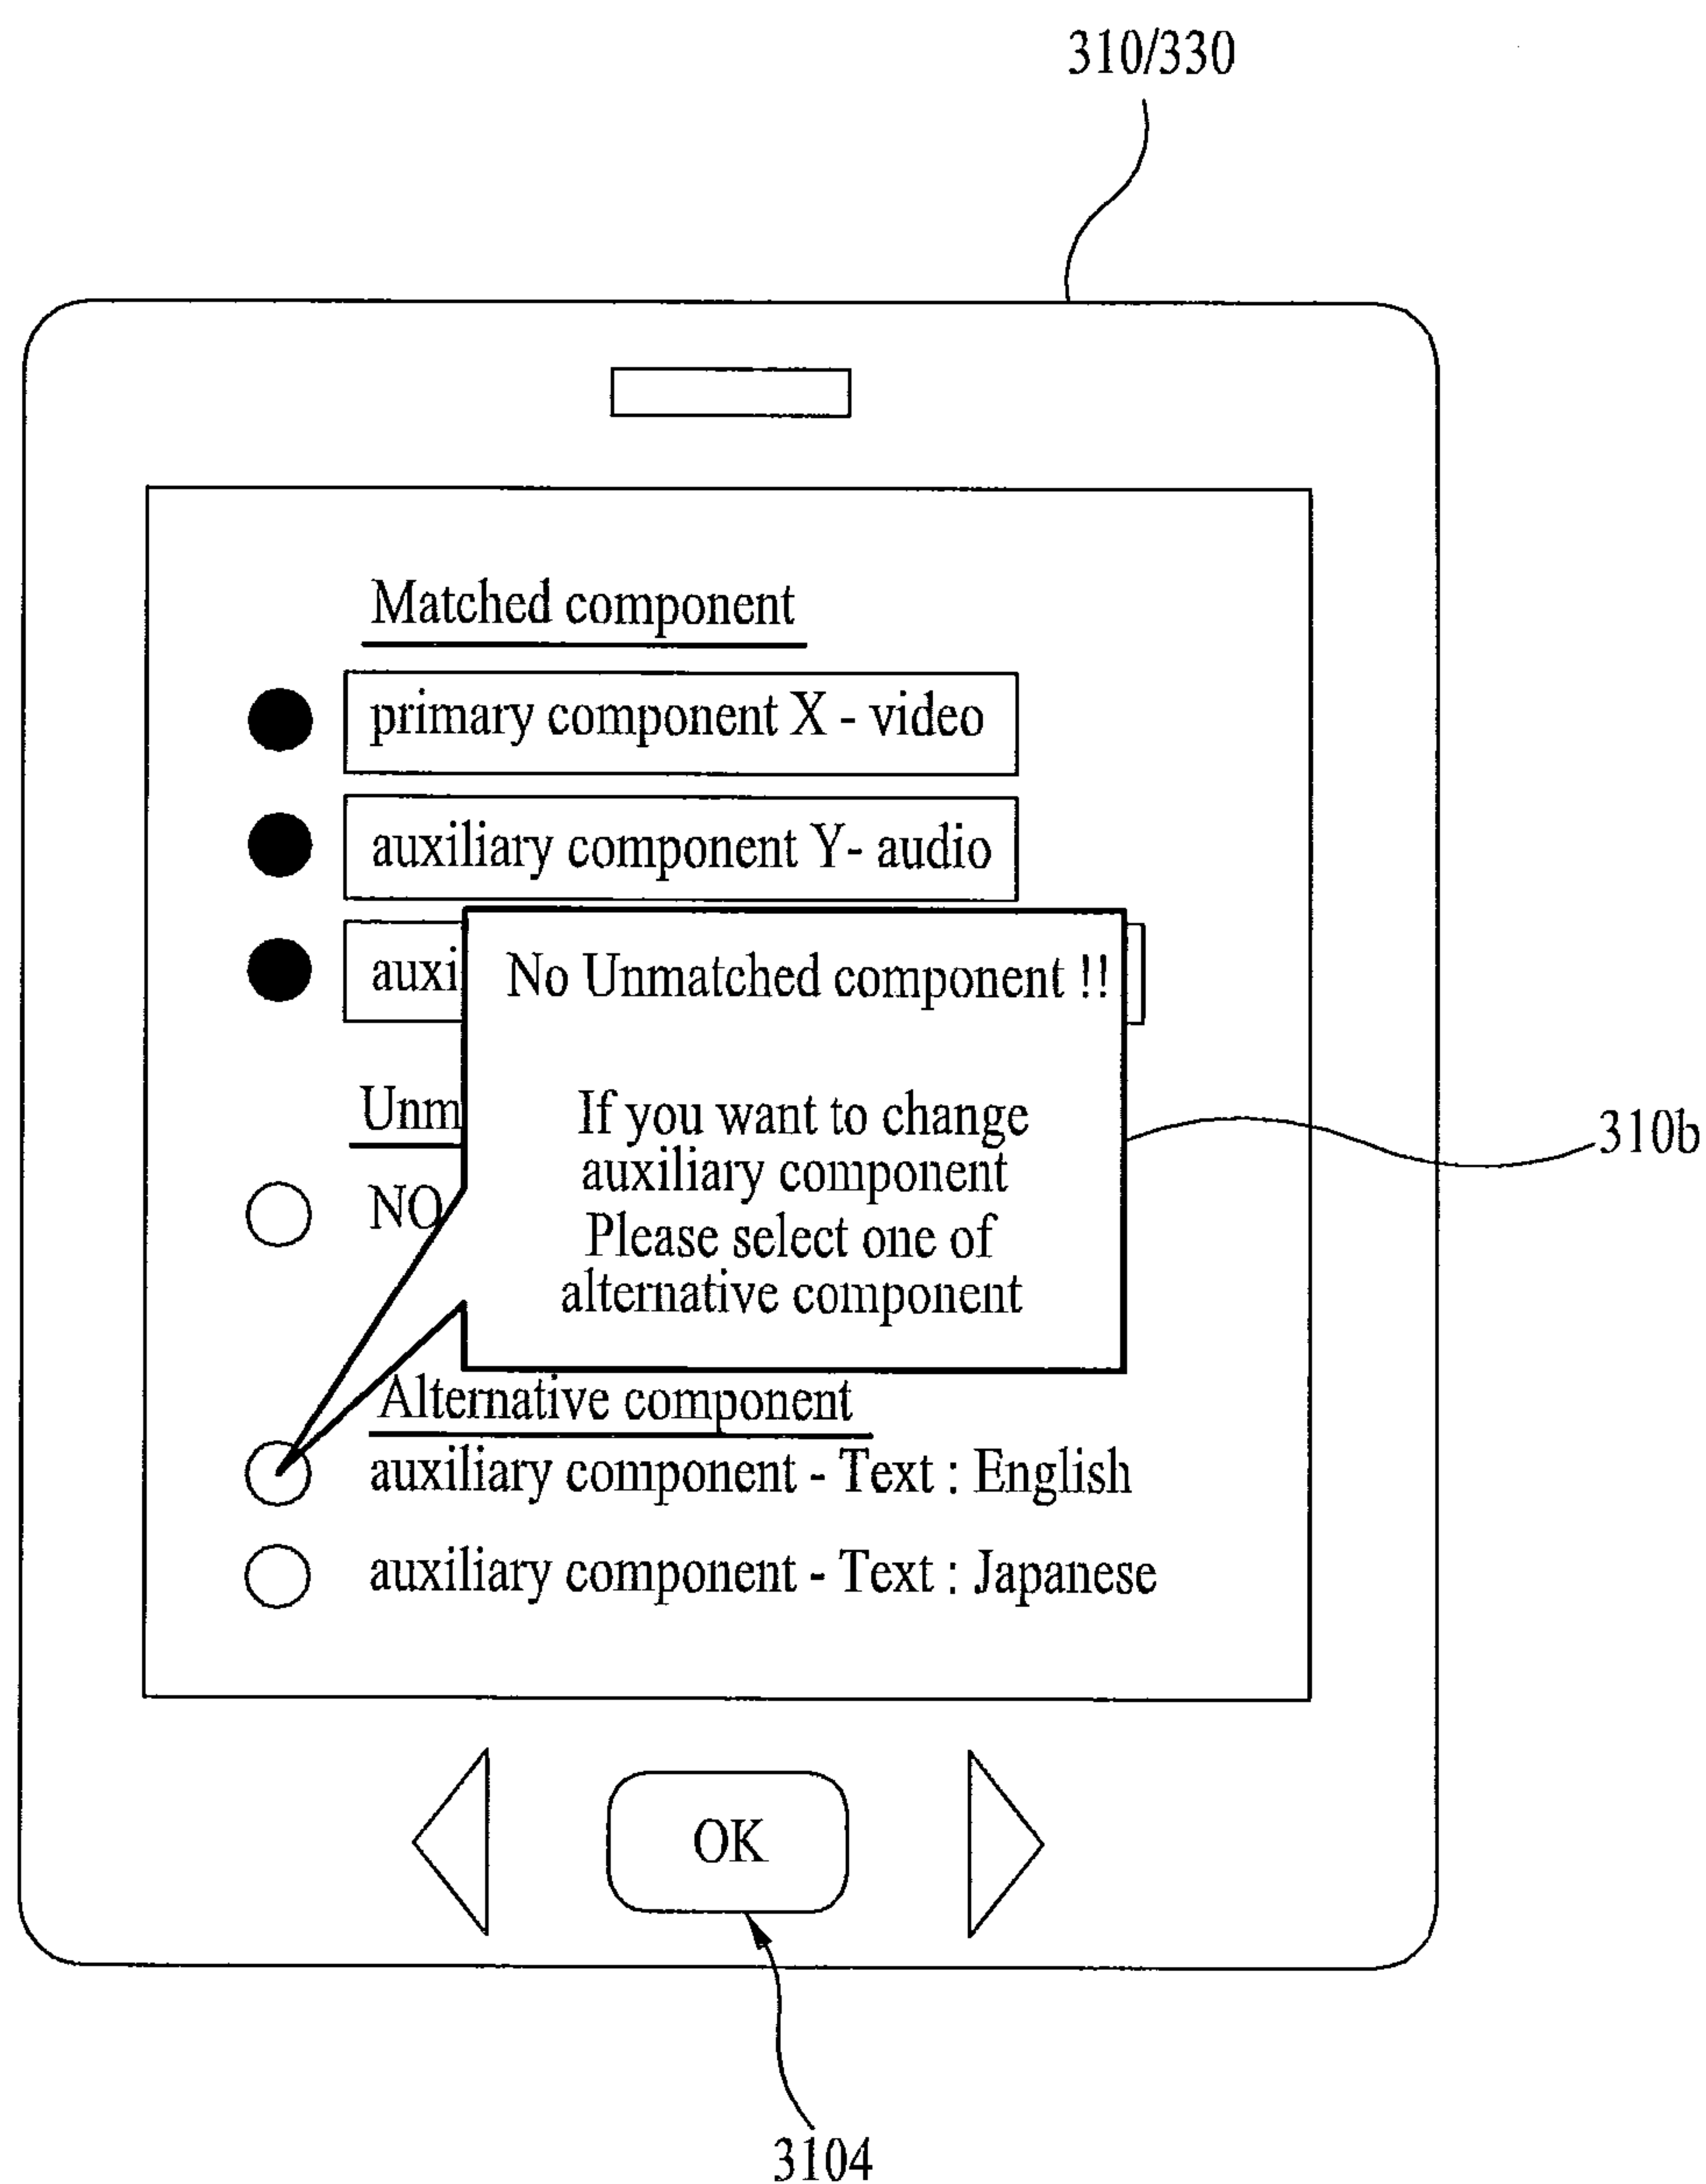 310/330
Matched component
primary component X - video
auxiliary component Y- audio
auxi
No Unmatched component !!
Unm
If you want to change
auxiliary component
310b
NO
Please select one of
alternative component
Alternative component
auxiliary component - Text : English
auxiliary component - Text : Japanese
OK
3104